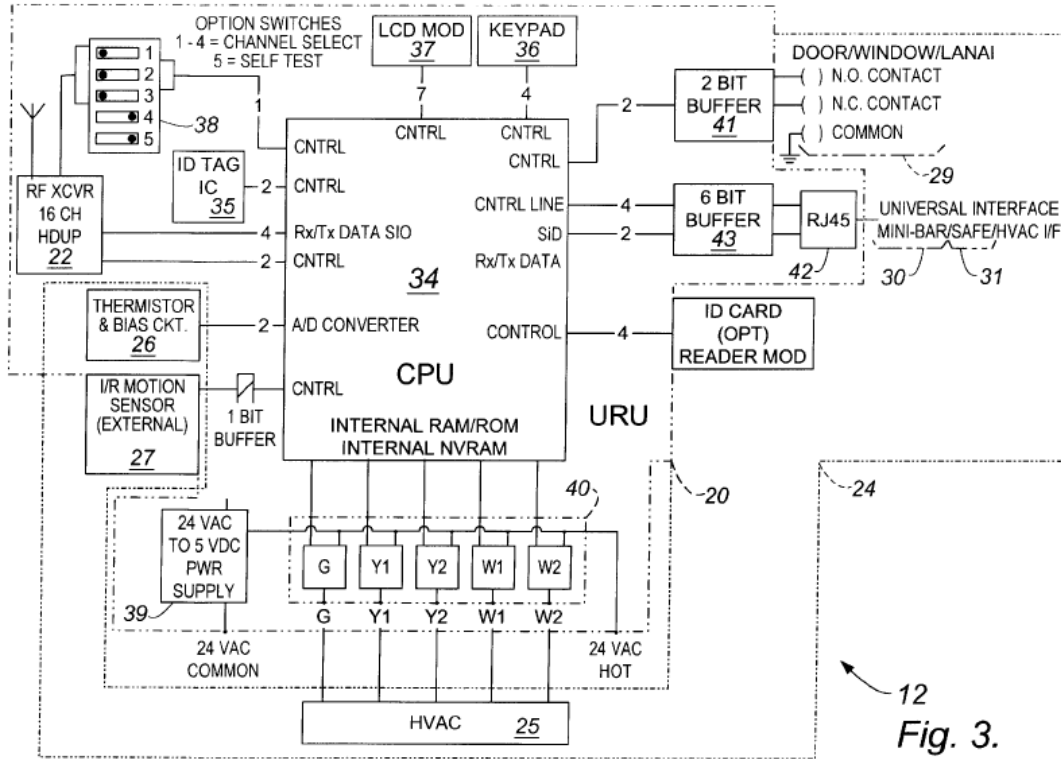 OPTION SWITCHES
1 - 4 = CHANNEL SELECT
5 = SELF TEST
1
2
3
4
5
38
LCD MOD
37
KEYPAD
36
7
4
1
DOOR/WINDOW/LANAI
N.O. CONTACT
N.C. CONTACT
COMMON
29
2 BIT
BUFFER
41
2
CNTRL
CNTRL
CNTRL
CNTRL
ID TAG
IC
35
2
CNTRL
RF XCVR
16 CH
HDUP
22
4
Rx/Tx DATA SIO
2
CNTRL
CNTRL LINE
4
SiD
2
Rx/Tx DATA
6 BIT
BUFFER
43
RJ45
42
UNIVERSAL INTERFACE
MINI-BAR/SAFE/HVAC I/F
30
31
34
THERMISTOR
& BIAS CKT.
26
2
A/D CONVERTER
CONTROL
4
ID CARD
(OPT)
READER MOD
CPU
I/R MOTION
SENSOR
(EXTERNAL)
27
1 BIT
BUFFER
CNTRL
INTERNAL RAM/ROM
INTERNAL NVRAM
URU
20
24
40
24 VAC
TO 5 VDC
PWR
SUPPLY
39
G
Y1
Y2
W1
W2
G
Y1
Y2
W1
W2
24 VAC
COMMON
24 VAC
HOT
HVAC
25
12
Fig. 3.